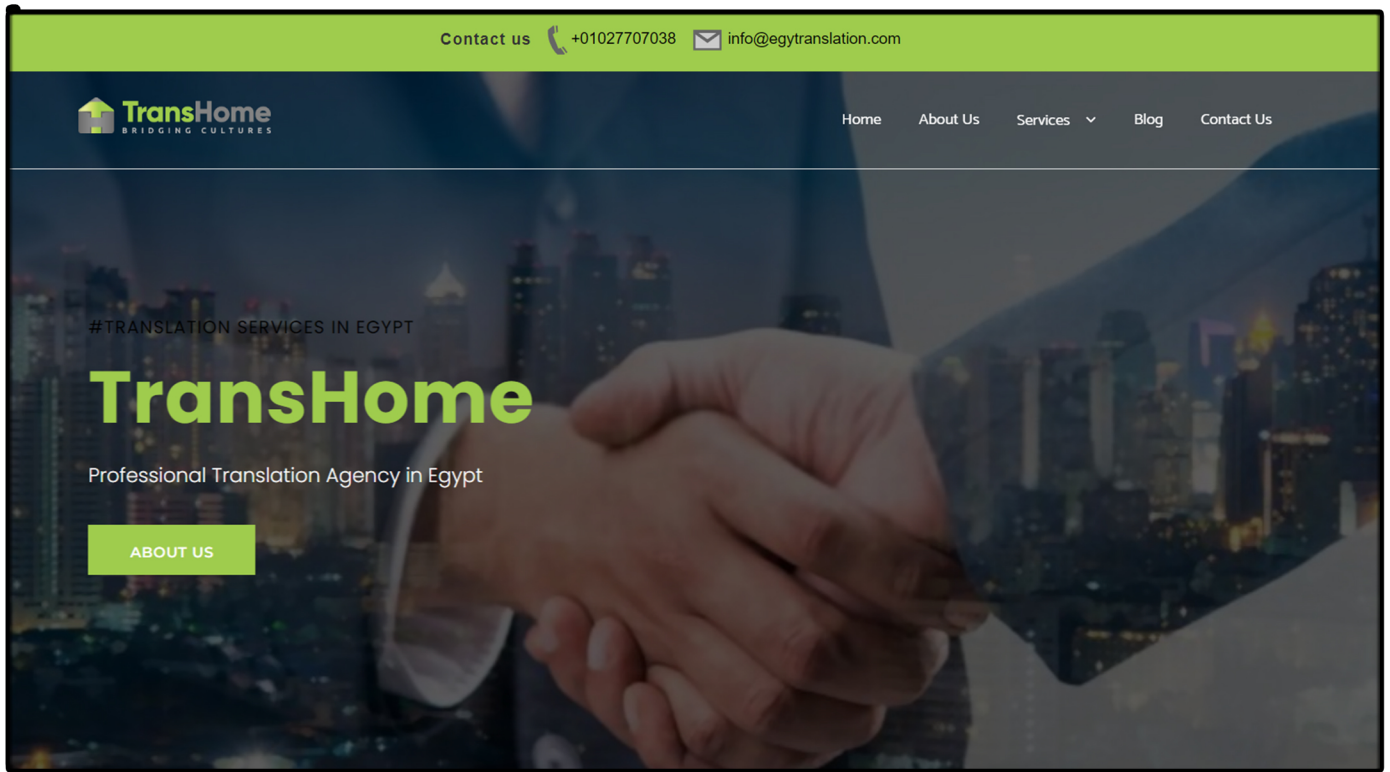 Contact us +01027707038 info@egytranslation.com
TransHome
BRIDGING CULTURES
Home About Us Services Blog Contact Us
#TRANSLATION SERVICES IN EGYPT
TransHome
Professional Translation Agency in Egypt
ABOUT US